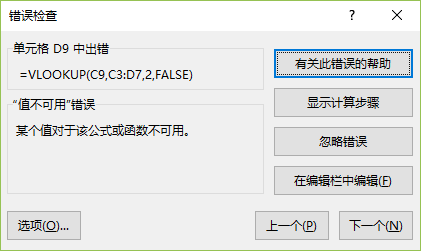 错误检查
单元格 D9 中出错
=VLOOKUP(C9,C3:D7,2,FALSE)
“值不可用”错误
某个值对于该公式或函数不可用。
有关此错误的帮助
显示计算步骤
忽略错误
在编辑栏中编辑(F)
选项(O)...
上一个(P)
下一个(N)